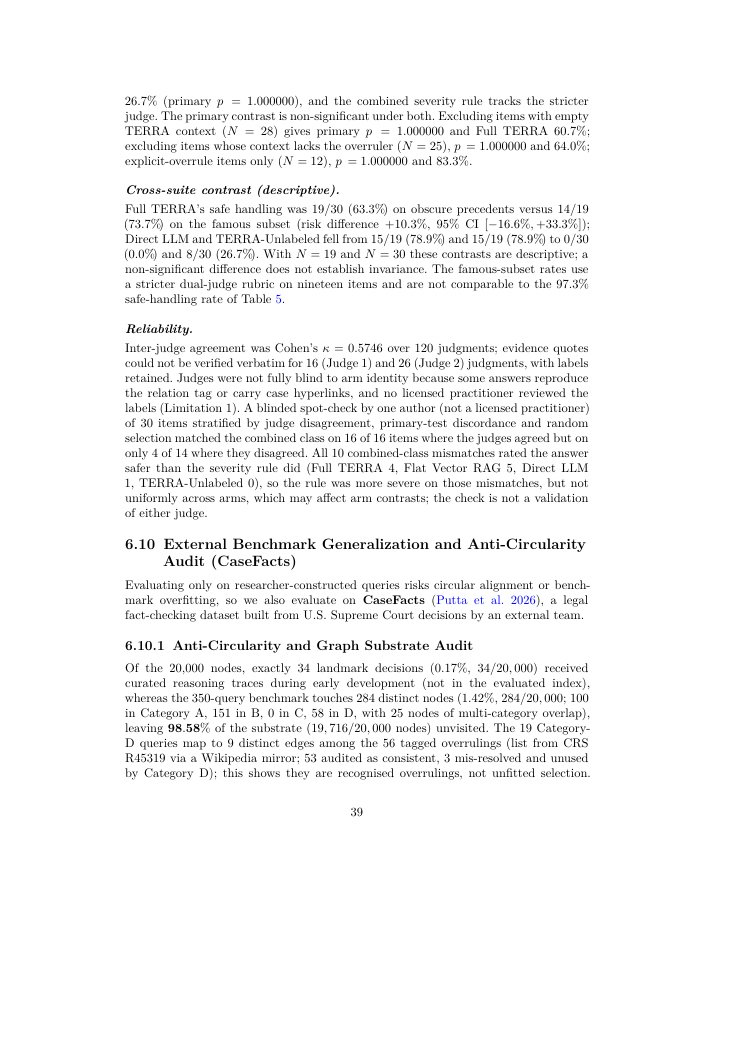 26.7% (primary p = 1.000000), and the combined severity rule tracks the stricter
judge. The primary contrast is non-significant under both. Excluding items with empty
TERRA context (N = 28) gives primary p = 1.000000 and Full TERRA 60.7%;
excluding items whose context lacks the overruler (N = 25), p = 1.000000 and 64.0%;
explicit-overrule items only (N = 12), p = 1.000000 and 83.3%.
Cross-suite contrast (descriptive).
Full TERRA's safe handling was 19/30 (63.3%) on obscure precedents versus 14/19
(73.7%) on the famous subset (risk difference +10.3%, 95% CI [−16.6%, +33.3%]);
Direct LLM and TERRA-Unlabeled fell from 15/19 (78.9%) and 15/19 (78.9%) to 0/30
(0.0%) and 8/30 (26.7%). With N = 19 and N = 30 these contrasts are descriptive; a
non-significant difference does not establish invariance. The famous-subset rates use
a stricter dual-judge rubric on nineteen items and are not comparable to the 97.3%
safe-handling rate of Table 5.
Reliability.
Inter-judge agreement was Cohen's κ = 0.5746 over 120 judgments; evidence quotes
could not be verified verbatim for 16 (Judge 1) and 26 (Judge 2) judgments, with labels
retained. Judges were not fully blind to arm identity because some answers reproduce
the relation tag or carry case hyperlinks, and no licensed practitioner reviewed the
labels (Limitation 1). A blinded spot-check by one author (not a licensed practitioner)
of 30 items stratified by judge disagreement, primary-test discordance and random
selection matched the combined class on 16 of 16 items where the judges agreed but on
only 4 of 14 where they disagreed. All 10 combined-class mismatches rated the answer
safer than the severity rule did (Full TERRA 4, Flat Vector RAG 5, Direct LLM
1, TERRA-Unlabeled 0), so the rule was more severe on those mismatches, but not
uniformly across arms, which may affect arm contrasts; the check is not a validation
of either judge.
6.10 External Benchmark Generalization and Anti-Circularity
Audit (CaseFacts)
Evaluating only on researcher-constructed queries risks circular alignment or bench-
mark overfitting, so we also evaluate on CaseFacts (Putta et al. 2026), a legal
fact-checking dataset built from U.S. Supreme Court decisions by an external team.
6.10.1 Anti-Circularity and Graph Substrate Audit
Of the 20,000 nodes, exactly 34 landmark decisions (0.17%, 34/20,000) received
curated reasoning traces during early development (not in the evaluated index),
whereas the 350-query benchmark touches 284 distinct nodes (1.42%, 284/20,000; 100
in Category A, 151 in B, 0 in C, 58 in D, with 25 nodes of multi-category overlap),
leaving 98.58% of the substrate (19,716/20,000 nodes) unvisited. The 19 Category-
D queries map to 9 distinct edges among the 56 tagged overrulings (list from CRS
R45319 via a Wikipedia mirror; 53 audited as consistent, 3 mis-resolved and unused
by Category D); this shows they are recognised overrulings, not unfitted selection.
39